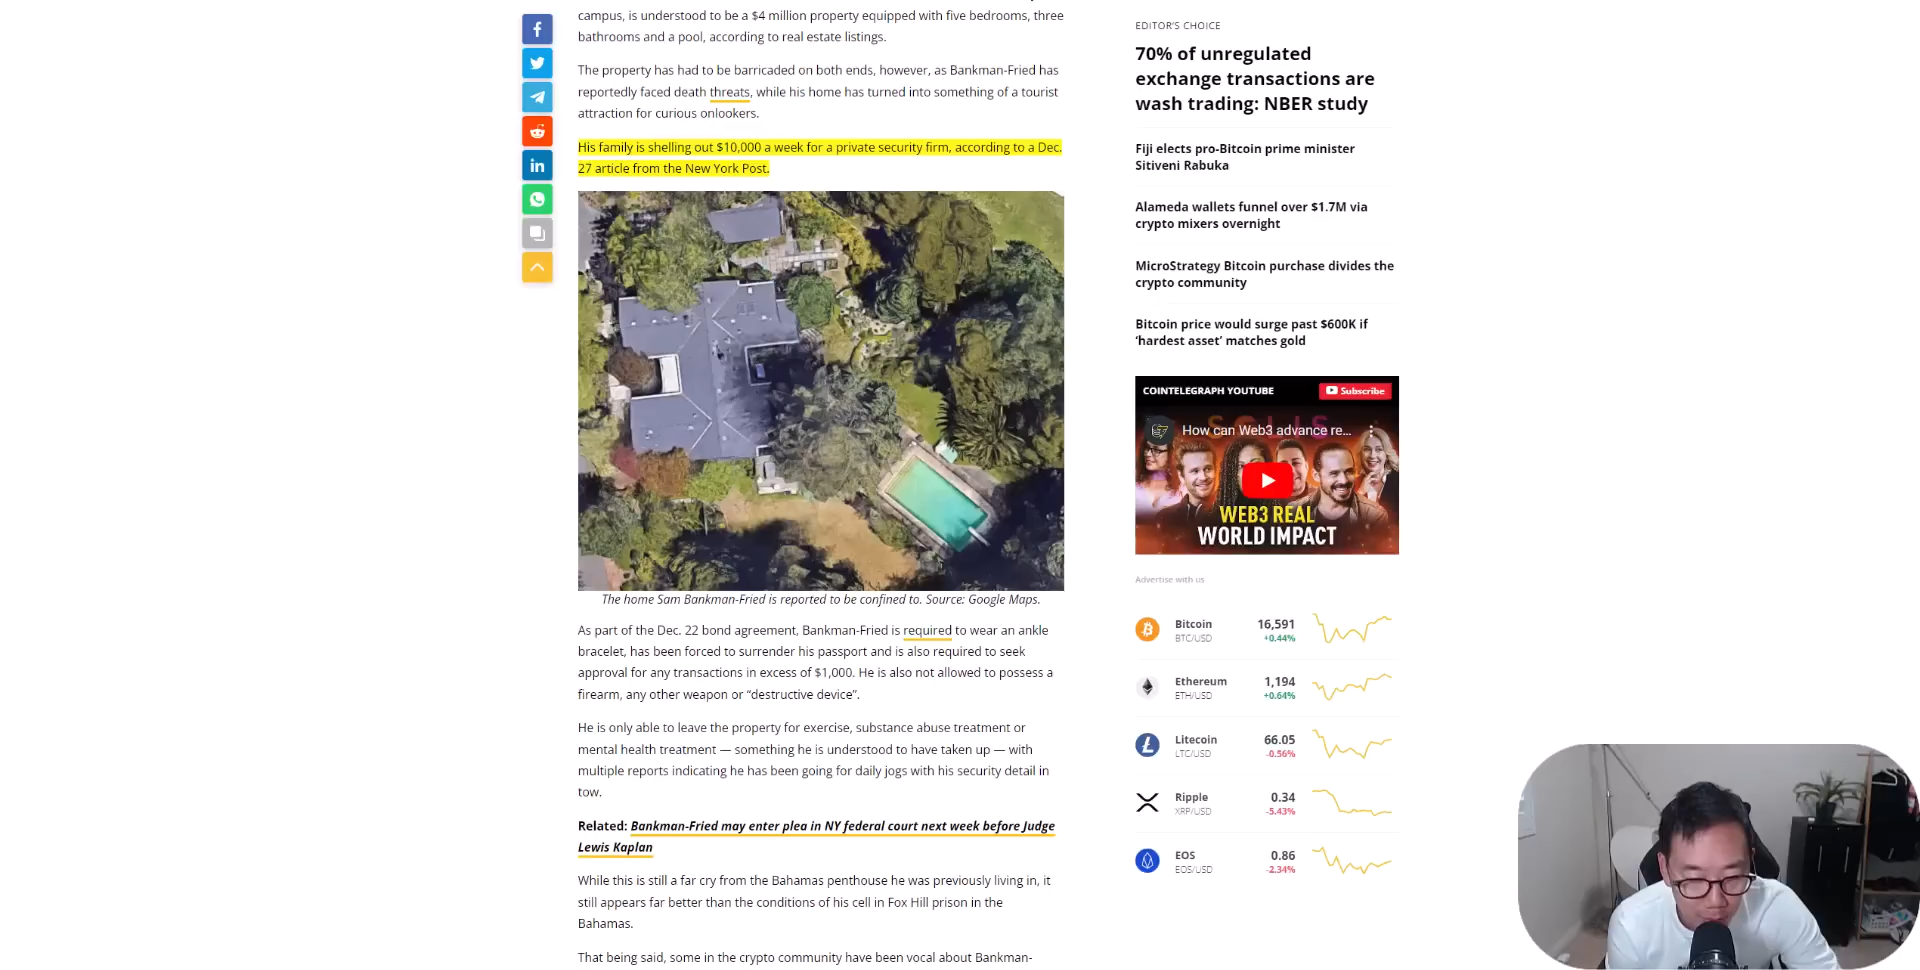 campus, is understood to be a $4 million property equipped with five bedrooms, three
bathrooms and a pool, according to real estate listings.
The property has had to be barricaded on both ends, however, as Bankman-Fried has
reportedly faced death threats, while his home has turned into something of a tourist
attraction for curious onlookers.
His family is shelling out $10,000 a week for a private security firm, according to a Dec.
27 article from the New York Post.
The home Sam Bankman-Fried is reported to be confined to. Source: Google Maps.
As part of the Dec. 22 bond agreement, Bankman-Fried is required to wear an ankle
bracelet, has been forced to surrender his passport and is also required to seek
approval for any transactions in excess of $1,000. He is also not allowed to possess a
firearm, any other weapon or “destructive device”.
He is only able to leave the property for exercise, substance abuse treatment or
mental health treatment — something he is understood to have taken up — with
multiple reports indicating he has been going for daily jogs with his security detail in
tow.
Related: Bankman-Fried may enter plea in NY federal court next week before Judge
Lewis Kaplan
While this is still a far cry from the Bahamas penthouse he was previously living in, it
still appears far better than the conditions of his cell in Fox Hill prison in the
Bahamas.
That being said, some in the crypto community have been vocal about Bankman-
EDITOR’S CHOICE
70% of unregulated
exchange transactions are
wash trading: NBER study
Fiji elects pro-Bitcoin prime minister
Sitiveni Rabuka
Alameda wallets funnel over $1.7M via
crypto mixers overnight
MicroStrategy Bitcoin purchase divides the
crypto community
Bitcoin price would surge past $600K if
‘hardest asset’ matches gold
COINTELEGRAPH YOUTUBE
Subscribe
How can Web3 advance re...
WEB3 REAL
WORLD IMPACT
Advertise with us
Bitcoin 16,591
BTC/USD +0.44%
Ethereum 1,194
ETH/USD +0.64%
Litecoin 66.05
LTC/USD -0.56%
Ripple 0.34
XRP/USD -5.43%
EOS 0.86
EOS/USD -2.34%